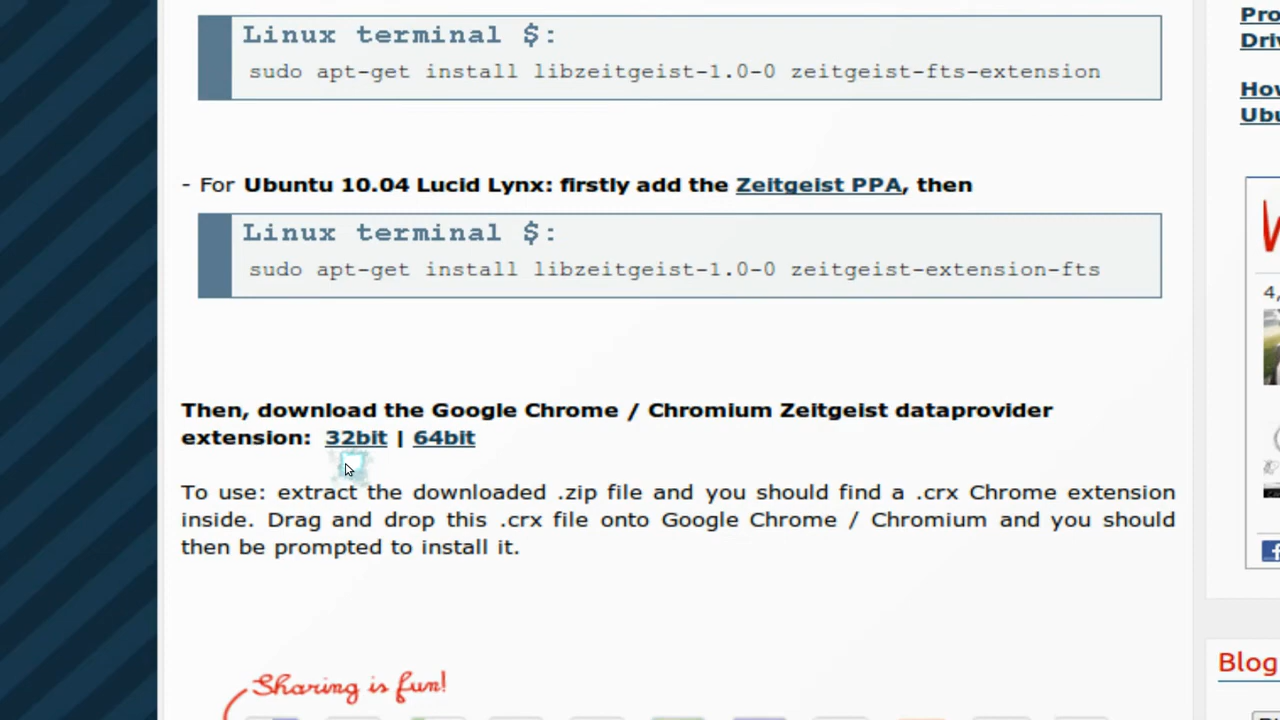 Linux terminal $:
sudo apt-get install libzeitgeist-1.0-0 zeitgeist-fts-extension
- For Ubuntu 10.04 Lucid Lynx: firstly add the Zeitgeist PPA, then
Linux terminal $:
sudo apt-get install libzeitgeist-1.0-0 zeitgeist-extension-fts
Then, download the Google Chrome / Chromium Zeitgeist dataprovider
extension: 32bit | 64bit
To use: extract the downloaded .zip file and you should find a .crx Chrome extension
inside. Drag and drop this .crx file onto Google Chrome / Chromium and you should
then be prompted to install it.
Sharing is fun!
Blog